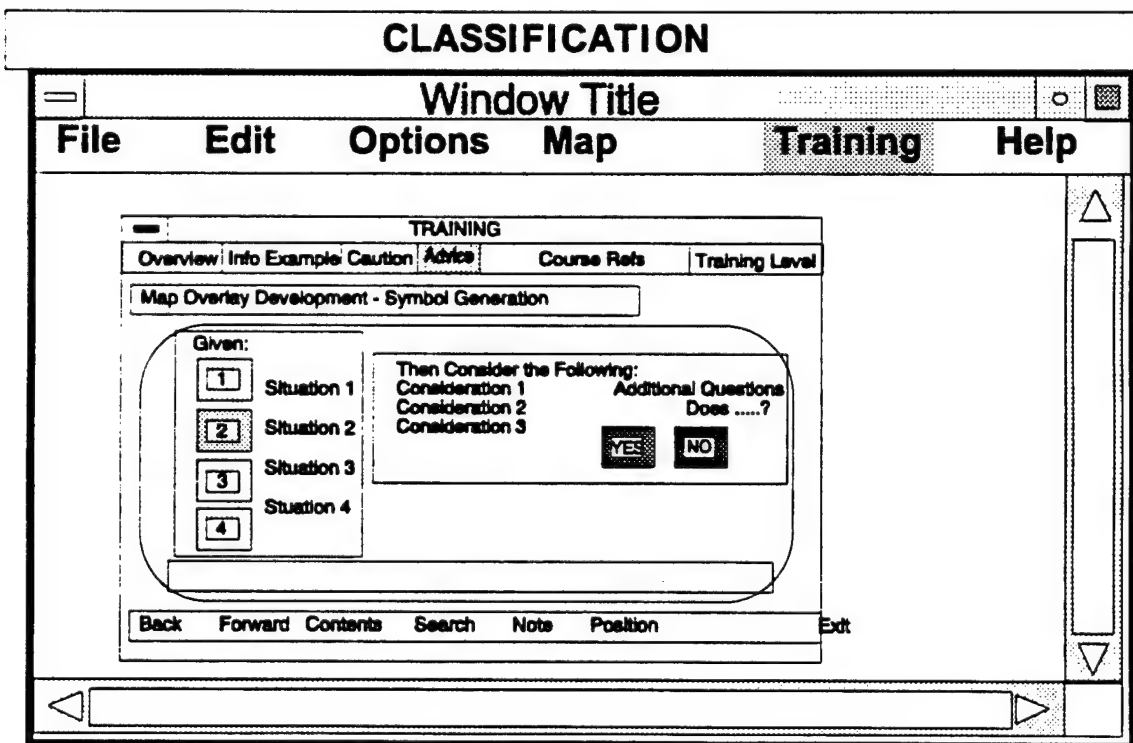 CLASSIFICATION
Window Title
File Edit Options Map Training Help
TRAINING
Overview Info Example Caution Advice Course Refs Training Level
Map Overlay Development - Symbol Generation
Given:
1 Situation 1
2 Situation 2
3 Situation 3
4 Stuation 4
Then Consider the Following:
Consideration 1 Additional Questions
Consideration 2 Does .....?
Consideration 3
YES NO
Back Forward Contents Search Note Position Exit